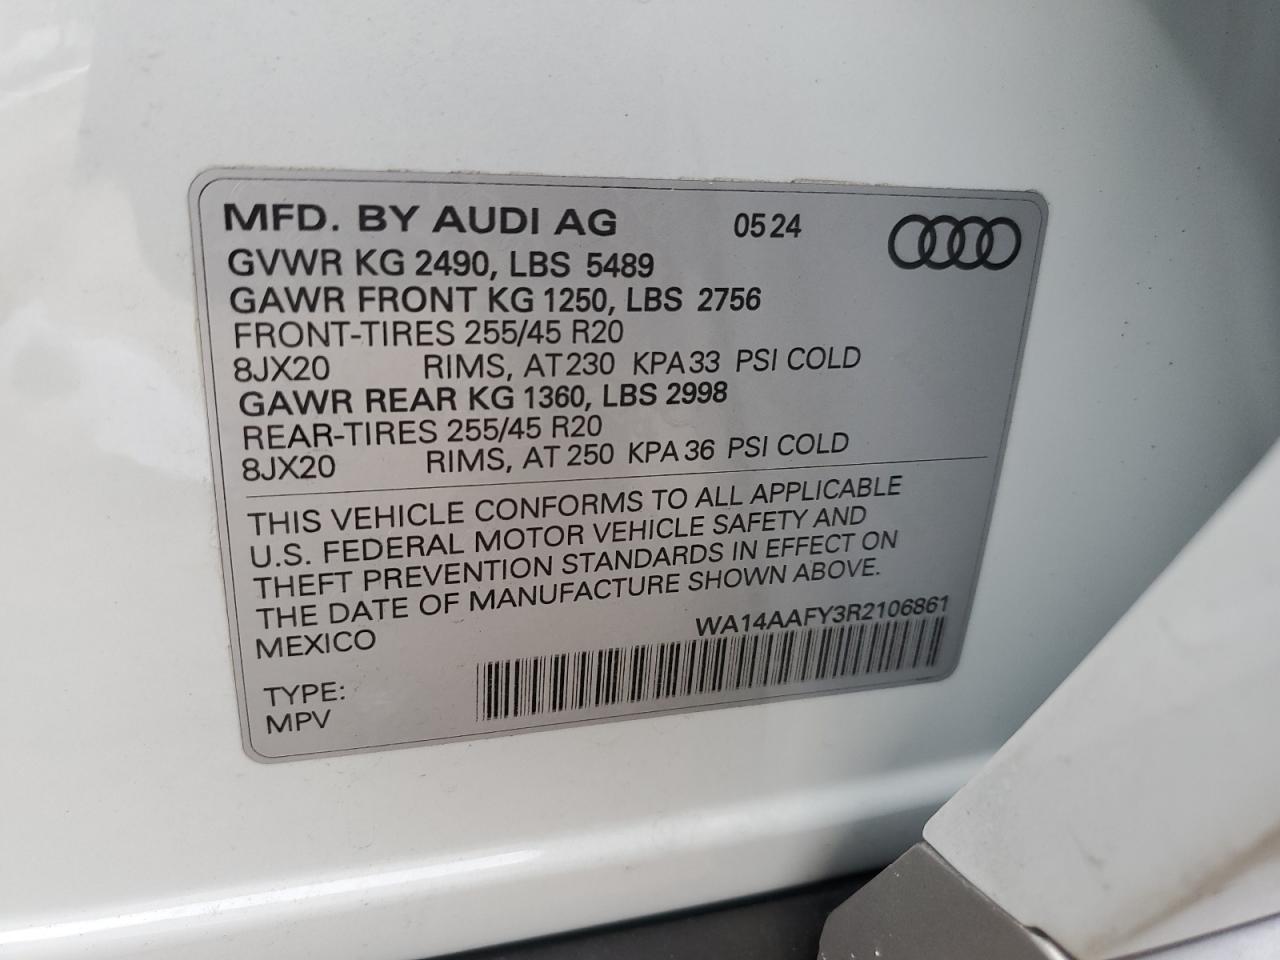 MFD. BY AUDI AG 05 24
GVWR KG 2490, LBS 5489
GAWR FRONT KG 1250, LBS 2756
FRONT-TIRES 255/45 R20
8JX20 RIMS, AT 230 KPA 33 PSI COLD
GAWR REAR KG 1360, LBS 2998
REAR-TIRES 255/45 R20
8JX20 RIMS, AT 250 KPA 36 PSI COLD
THIS VEHICLE CONFORMS TO ALL APPLICABLE
U.S. FEDERAL MOTOR VEHICLE SAFETY AND
THEFT PREVENTION STANDARDS IN EFFECT ON
THE DATE OF MANUFACTURE SHOWN ABOVE.
MEXICO WA14AAFY3R2106861
TYPE:
MPV